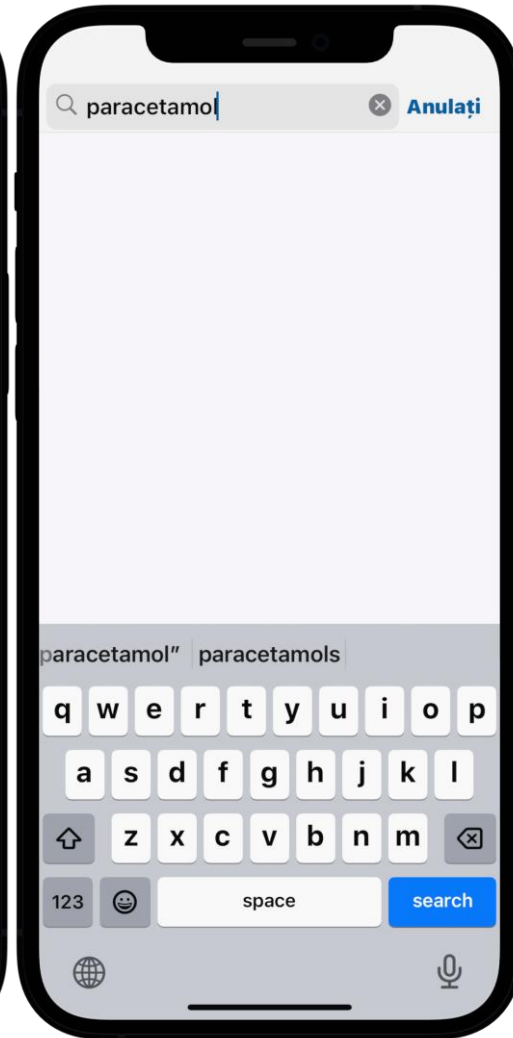 paracetamol Anulați
paracetamol” paracetamols
q w e r t y u i o p
a s d f g h j k l
z x c v b n m
123 space search